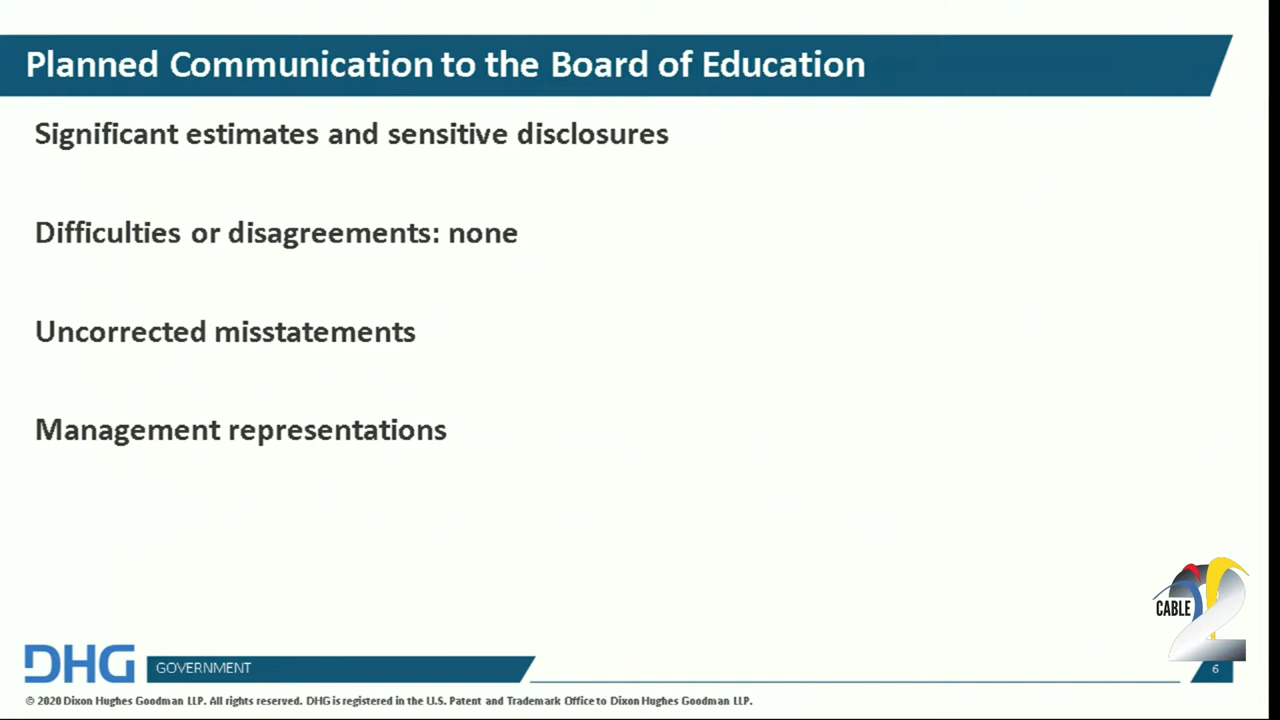 Planned Communication to the Board of Education
Significant estimates and sensitive disclosures
Difficulties or disagreements: none
Uncorrected misstatements
Management representations
CABLE
2
DHG
GOVERNMENT
6
© 2020 Dixon Hughes Goodman LLP. All rights reserved. DHG is registered in the U.S. Patent and Trademark Office to Dixon Hughes Goodman LLP.